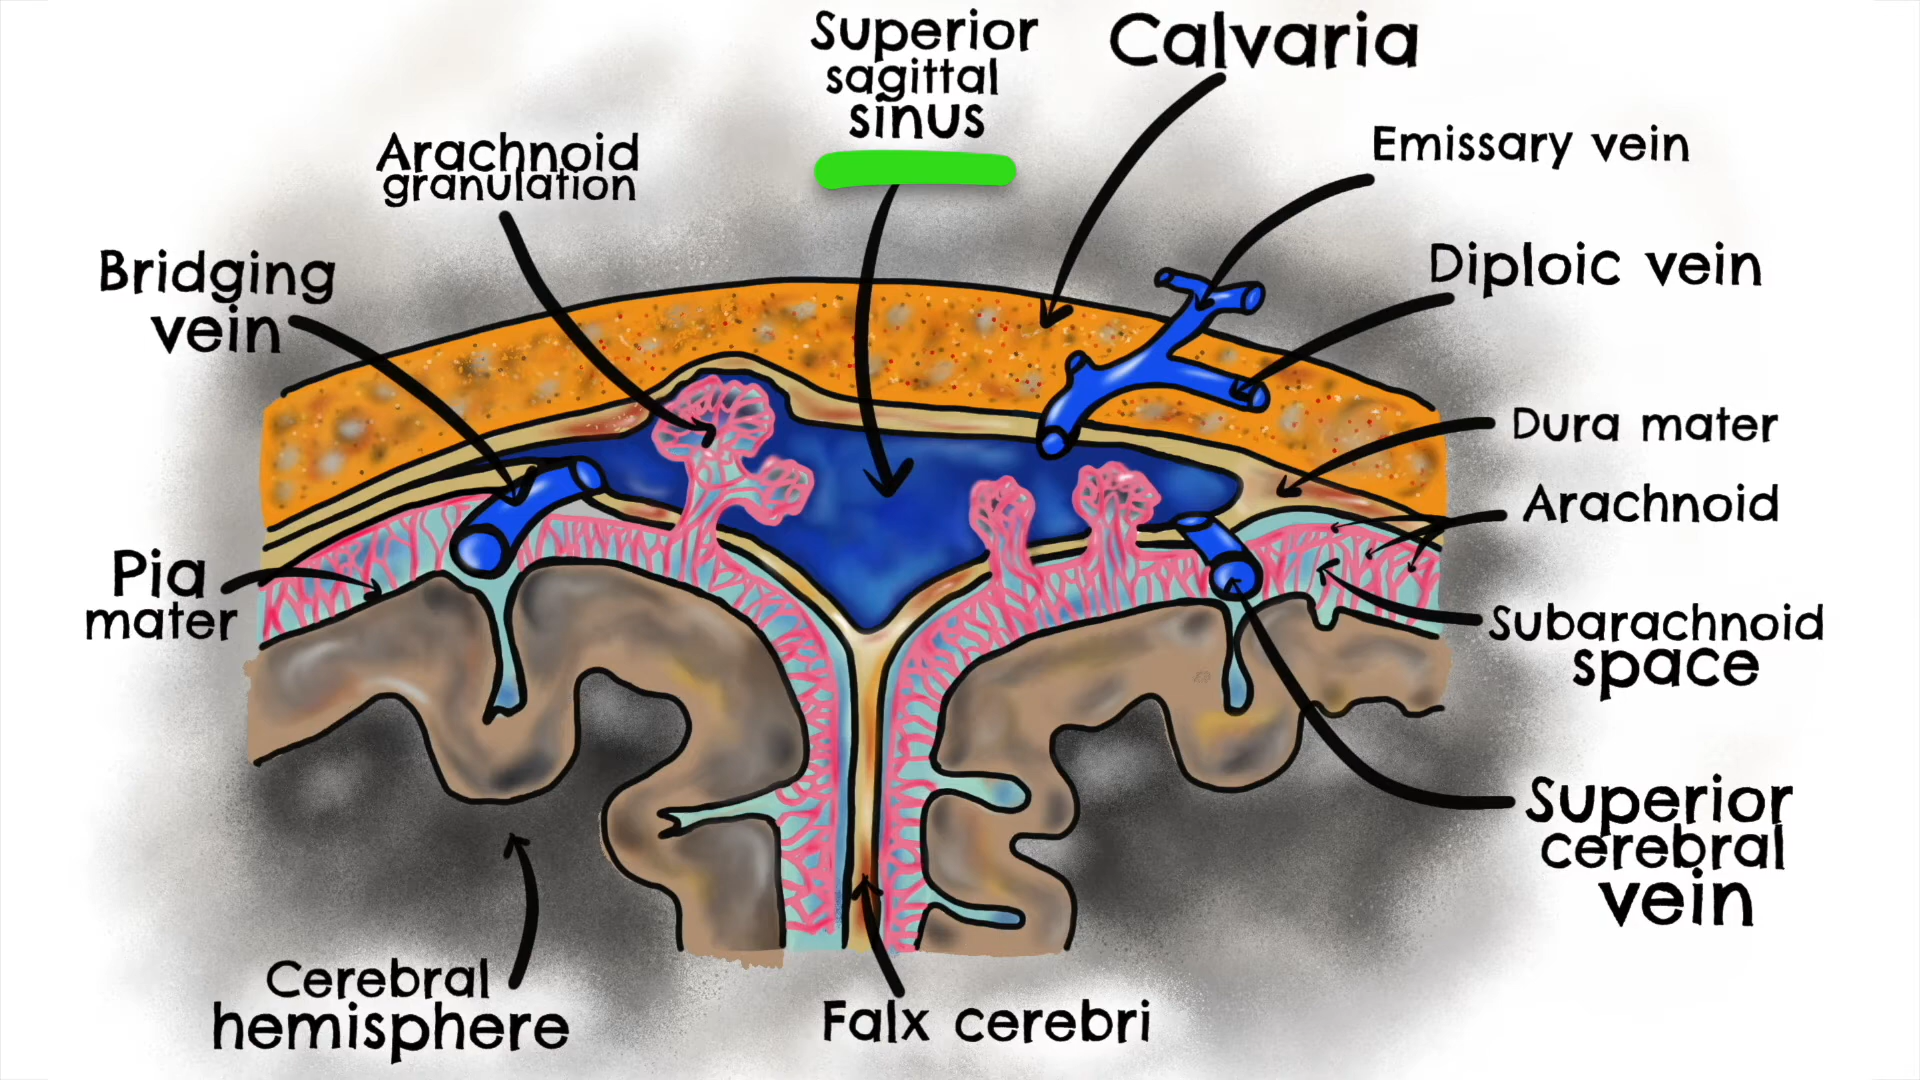 Superior
sagittal
sinus
Calvaria
Arachnoid
granulation
Emissary vein
Bridging
vein
Diploic vein
Dura mater
Arachnoid
Pia
mater
Subarachnoid
space
Superior
cerebral
vein
Cerebral
hemisphere
Falx cerebri